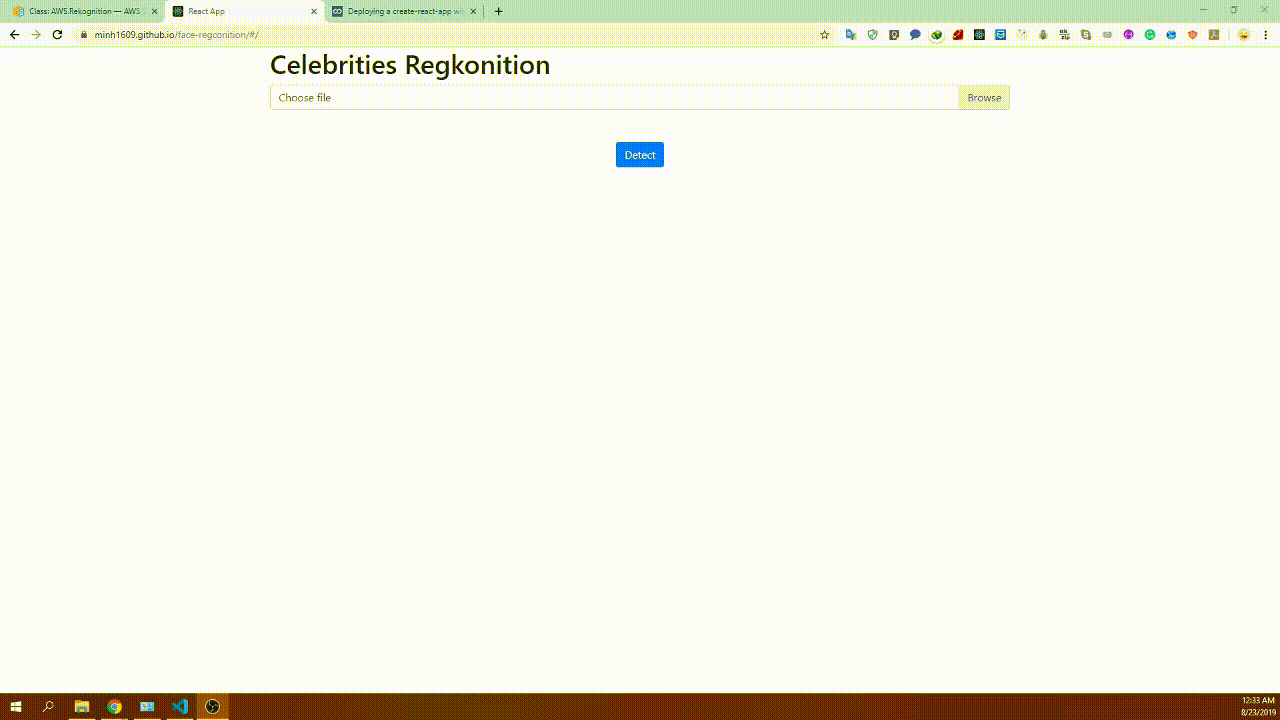 Class: AWS.Rekognition — AWS
React App
Deploying a create-react-app wi
minh1609.github.io/face-regconition/#/
Celebrities Regkonition
Choose file
Browse
Detect
12:33 AM
8/23/2019